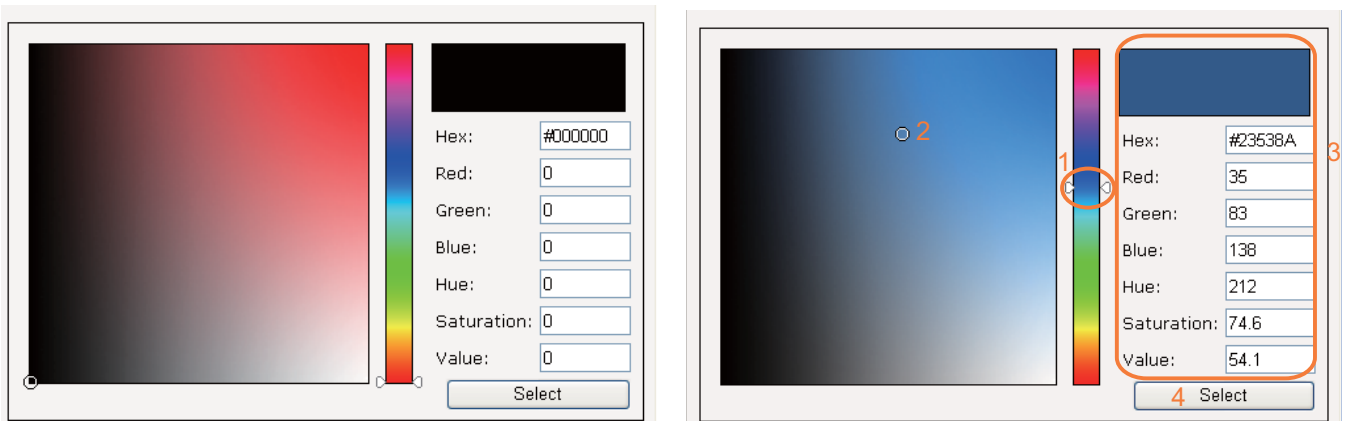 Hex: #000000
Red: 0
Green: 0
Blue: 0
Hue: 0
Saturation: 0
Value: 0
Select
2
1
3
Hex: #23538A
Red: 35
Green: 83
Blue: 138
Hue: 212
Saturation: 74.6
Value: 54.1
4 Select